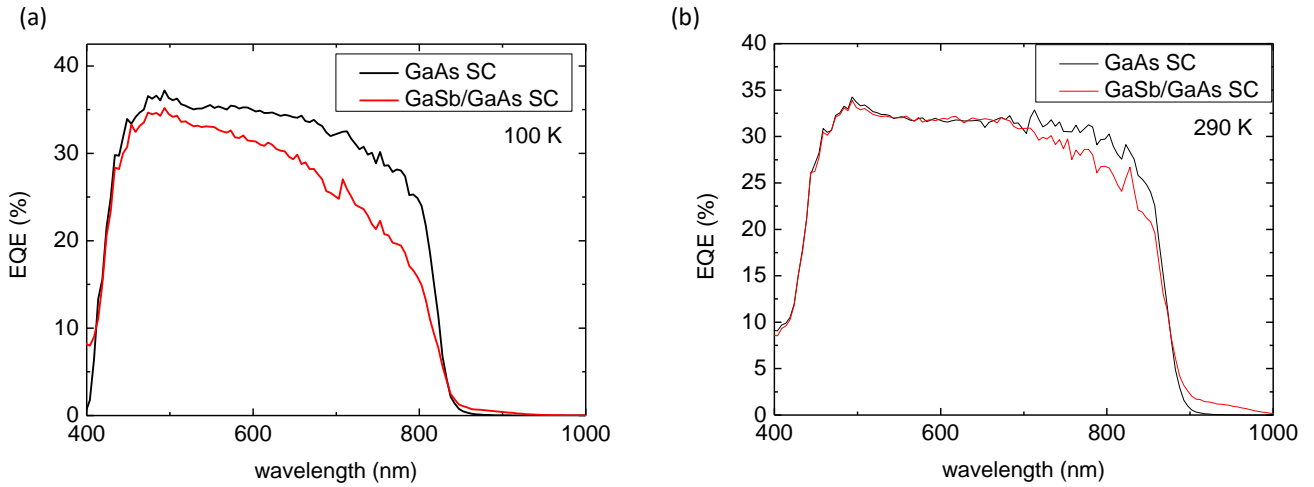 (a)
40
30
20
10
0
EQE (%)
GaAs SC
GaSb/GaAs SC
100 K
400 600 800 1000
wavelength (nm)
(b)
40
35
30
25
20
15
10
5
0
EQE (%)
GaAs SC
GaSb/GaAs SC
290 K
400 600 800 1000
wavelength (nm)